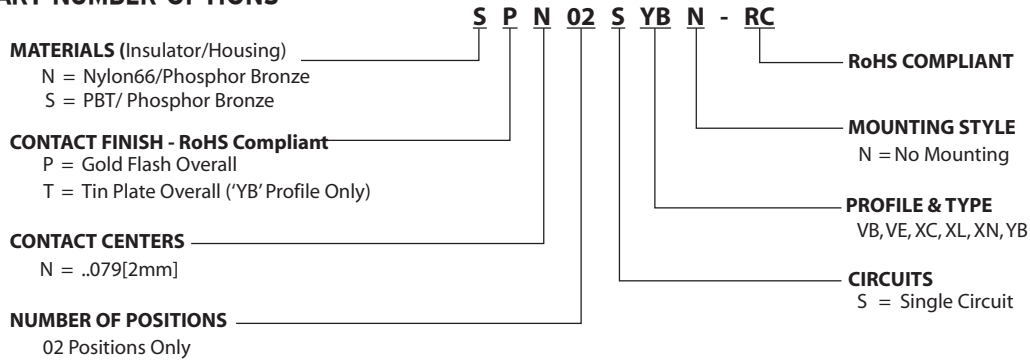 S P N 02 S YB N - RC
MATERIALS (Insulator/Housing)
N = Nylon66/Phosphor Bronze
S = PBT/ Phosphor Bronze
CONTACT FINISH - RoHS Compliant
P = Gold Flash Overall
T = Tin Plate Overall ('YB' Profile Only)
CONTACT CENTERS
N = ..079[2mm]
NUMBER OF POSITIONS
02 Positions Only
RoHS COMPLIANT
MOUNTING STYLE
N = No Mounting
PROFILE & TYPE
VB, VE, XC, XL, XN, YB
CIRCUITS
S = Single Circuit